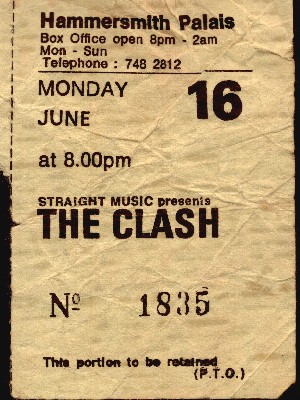 Hammersmith Palais
Box Office open 8pm - 2am
Mon - Sun
Telephone : 748 2812
MONDAY 16
JUNE
at 8.00pm
STRAIGHT MUSIC presents
THE CLASH
Nº 1835
This portion to be retained
(P.T.O.)